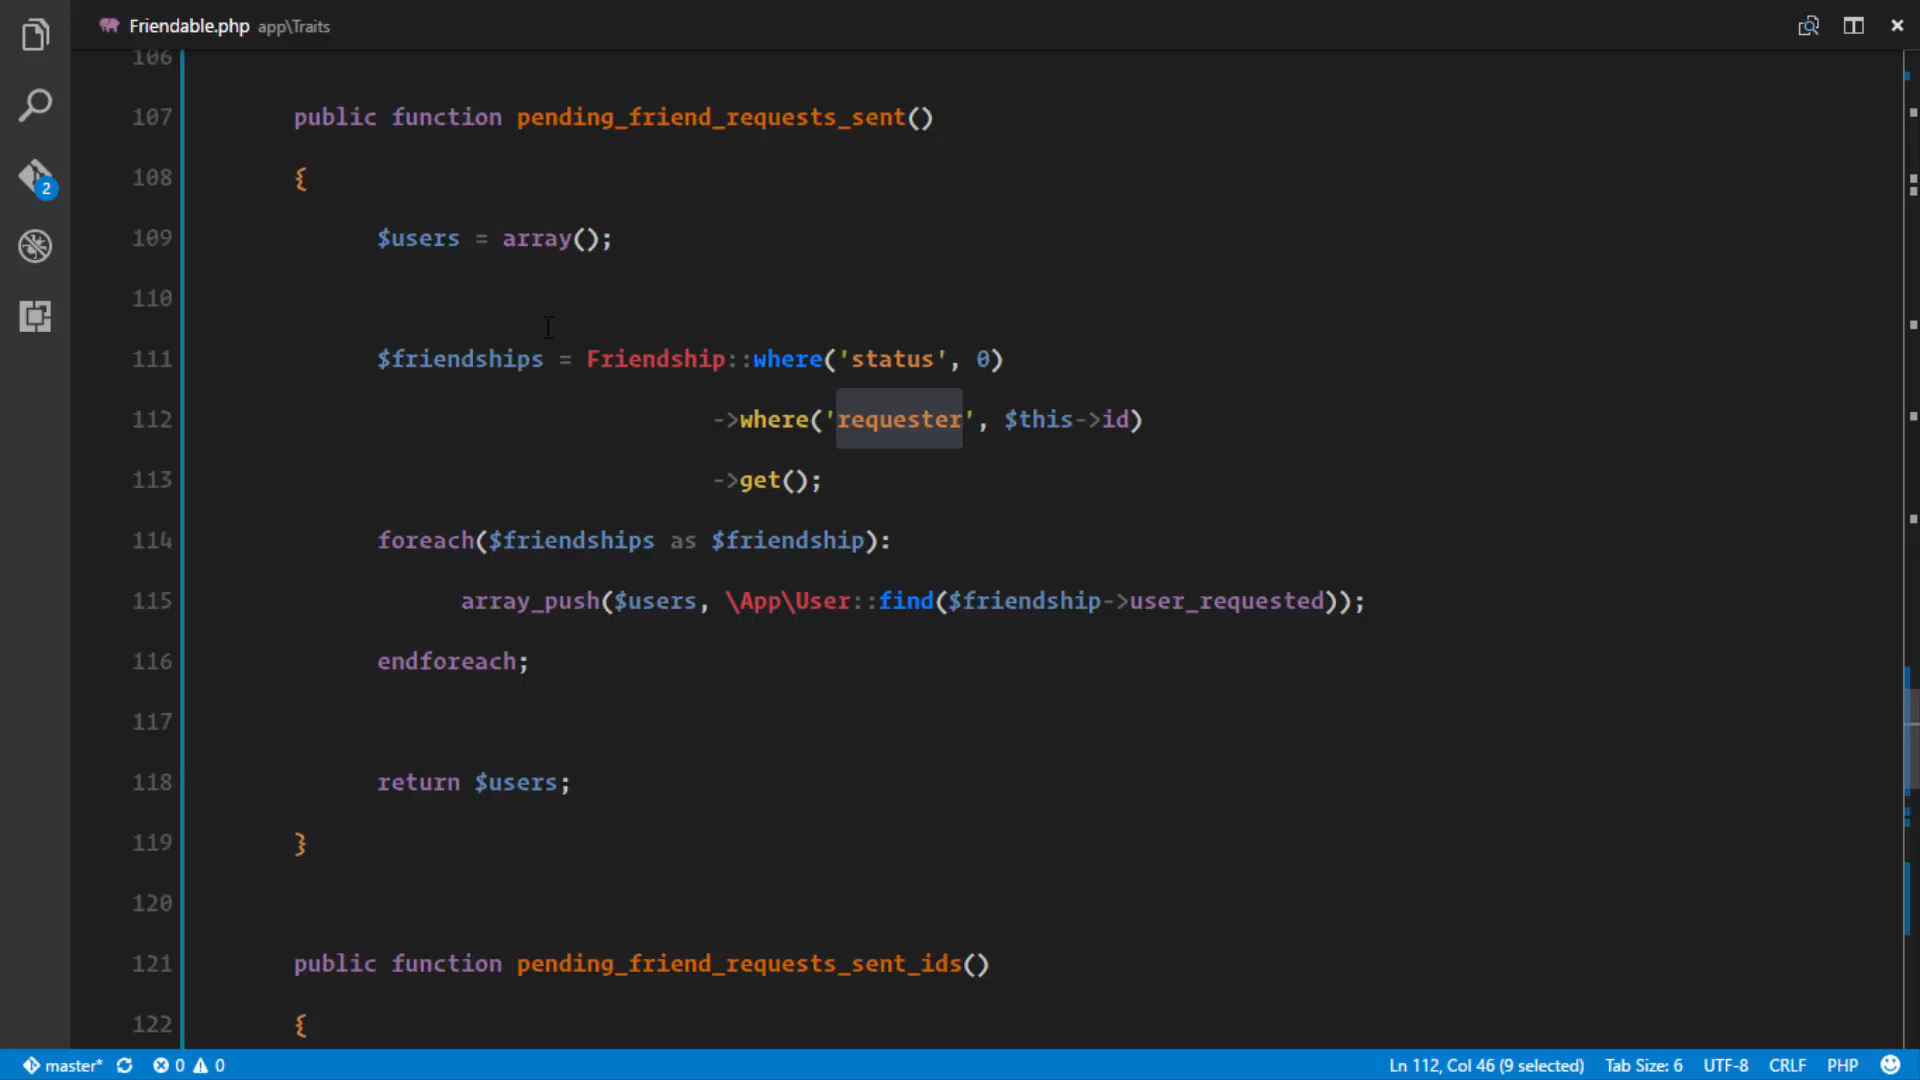 Friendable.php app\Traits
106
107 public function pending_friend_requests_sent()
108 {
109 $users = array();
110
111 $friendships = Friendship::where('status', 0)
112 ->where('requester', $this->id)
113 ->get();
114 foreach($friendships as $friendship):
115 array_push($users, \App\User::find($friendship->user_requested));
116 endforeach;
117
118 return $users;
119 }
120
121 public function pending_friend_requests_sent_ids()
122 {
2
master* 0 0 Ln 112, Col 46 (9 selected) Tab Size: 6 UTF-8 CRLF PHP